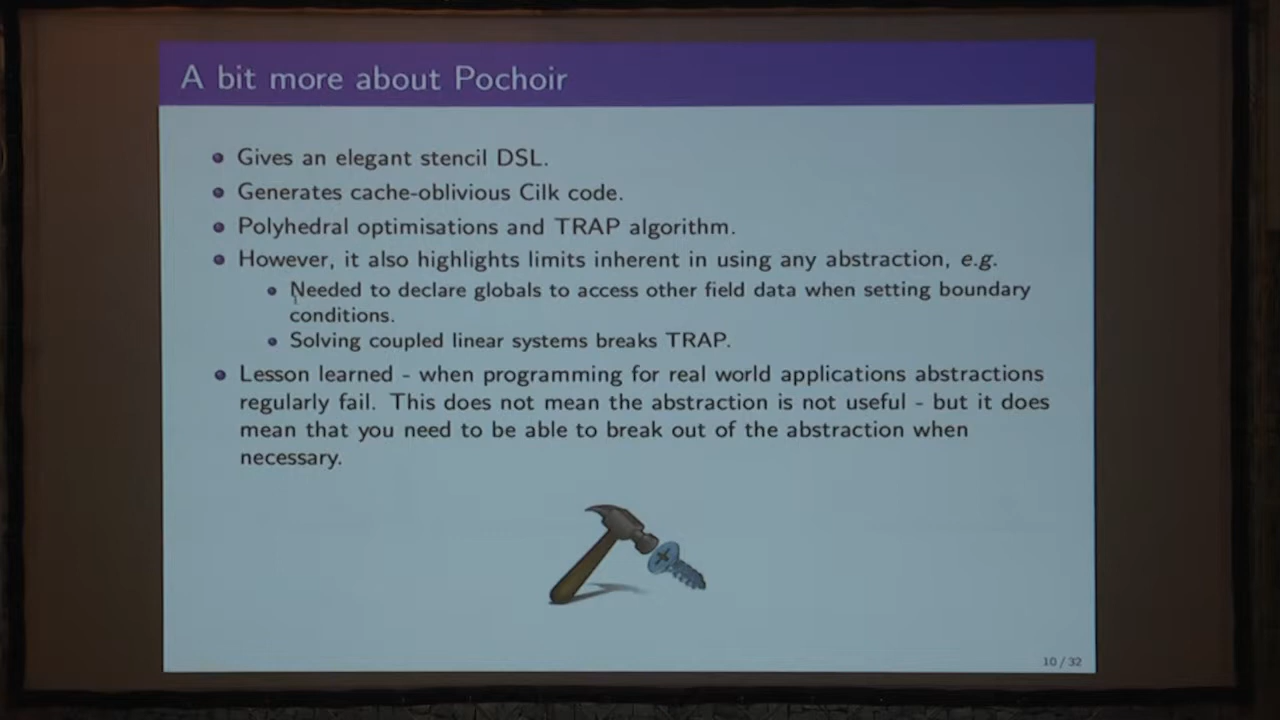 A bit more about Pochoir
Gives an elegant stencil DSL.
Generates cache-oblivious Cilk code.
Polyhedral optimisations and TRAP algorithm.
However, it also highlights limits inherent in using any abstraction, e.g.
Needed to declare globals to access other field data when setting boundary
conditions.
Solving coupled linear systems breaks TRAP.
Lesson learned - when programming for real world applications abstractions
regularly fail. This does not mean the abstraction is not useful - but it does
mean that you need to be able to break out of the abstraction when
necessary.
10 / 32